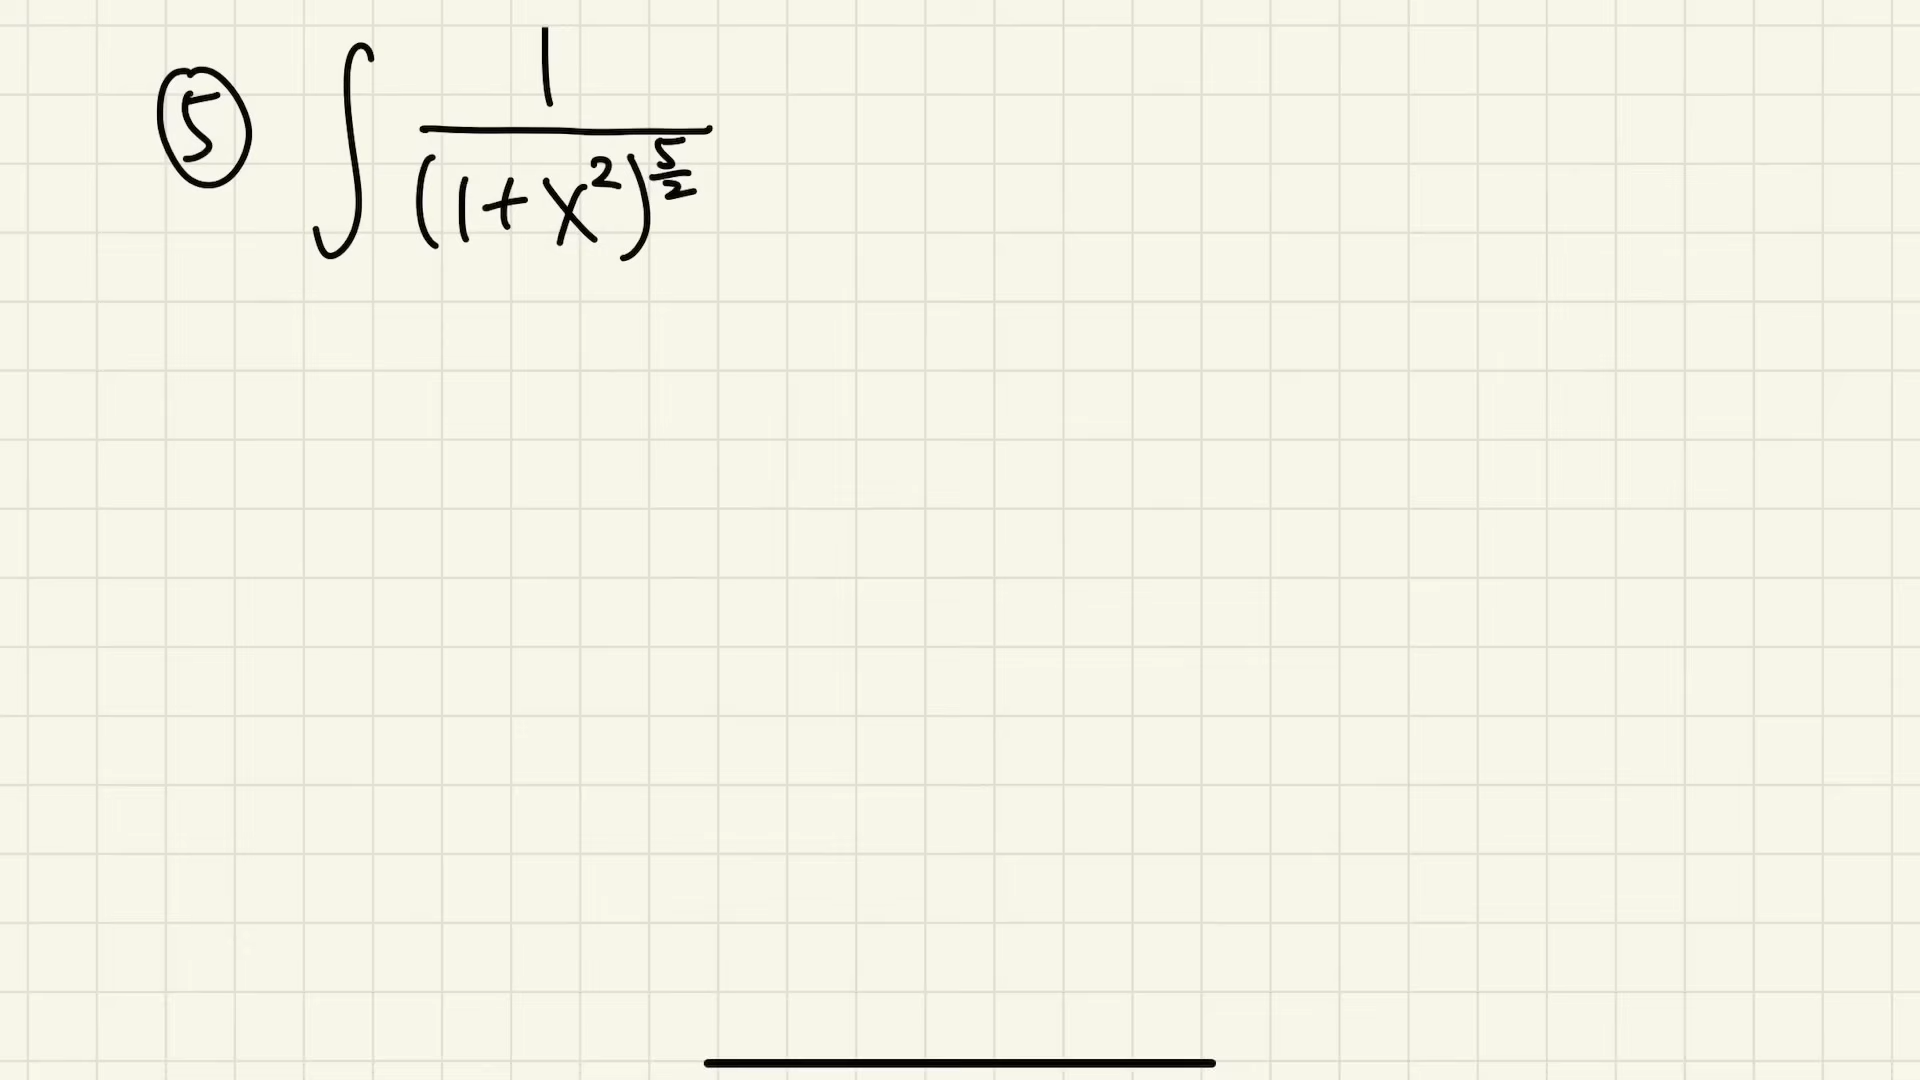 ⑤ ∫ 1/(1+x²)^(5/2)